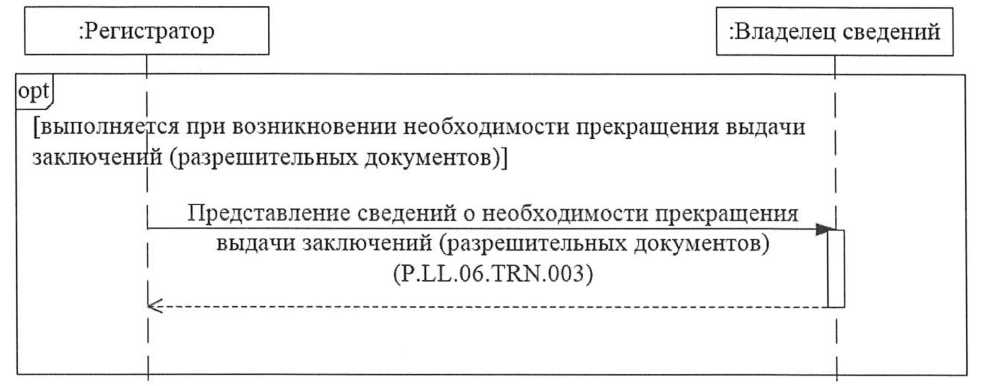 :Регистратор
:Владелец сведений
opt
[выполняется при возникновении необходимости прекращения выдачи
заключений (разрешительных документов)]
Представление сведений о необходимости прекращения
выдачи заключений (разрешительных документов)
(P.LL.06.TRN.003)